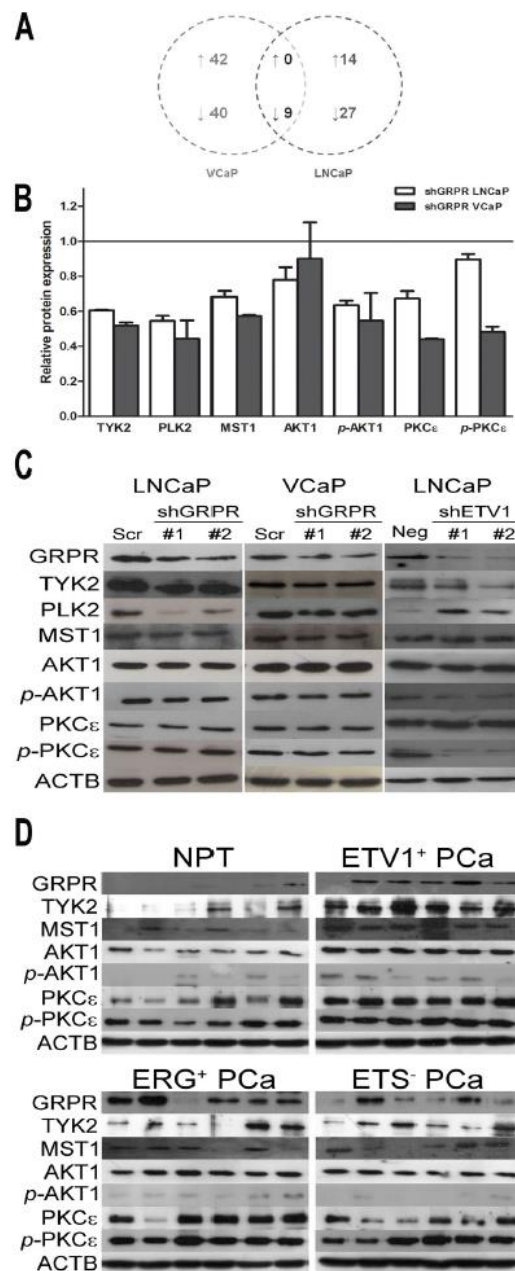 A
↑ 42 ↑ 0 ↑14
↓ 40 ↓ 9 ↓27
VCaP LNCaP
B
shGRPR LNCaP
shGRPR VCaP
Relative protein expression
1.2
1.0
0.8
0.6
0.4
0.2
0.0
TYK2 PLK2 MST1 AKT1 p-AKT1 PKCε p-PKCε
C
LNCaP VCaP LNCaP
shGRPR shGRPR shETV1
Scr #1 #2 Scr #1 #2 Neg #1 #2
GRPR
TYK2
PLK2
MST1
AKT1
p-AKT1
PKCε
p-PKCε
ACTB
D
NPT ETV1+ PCa
GRPR
TYK2
MST1
AKT1
p-AKT1
PKCε
p-PKCε
ACTB
ERG+ PCa ETS- PCa
GRPR
TYK2
MST1
AKT1
p-AKT1
PKCε
p-PKCε
ACTB